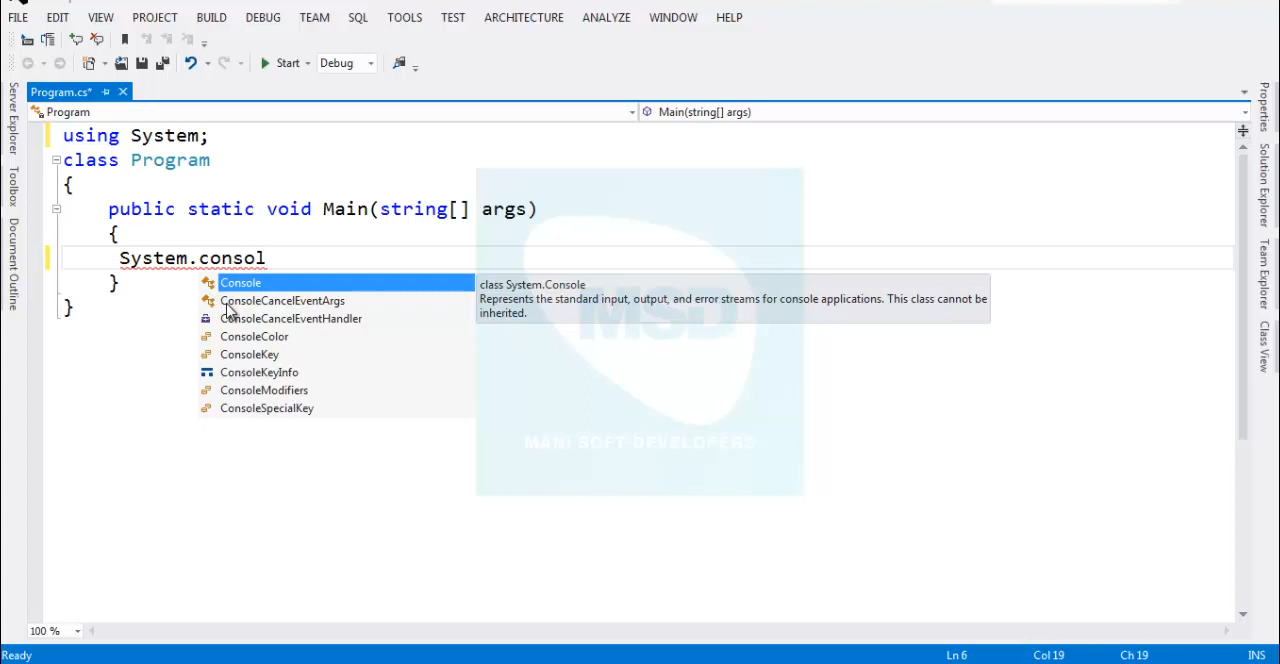 FILE EDIT VIEW PROJECT BUILD DEBUG TEAM SQL TOOLS TEST ARCHITECTURE ANALYZE WINDOW HELP
Start Debug
Program.cs*
Program Main(string[] args)
using System;
class Program
{
public static void Main(string[] args)
{
System.consol
}
}
Console
ConsoleCancelEventArgs
ConsoleCancelEventHandler
ConsoleColor
ConsoleKey
ConsoleKeyInfo
ConsoleModifiers
ConsoleSpecialKey
class System.Console
Represents the standard input, output, and error streams for console applications. This class cannot be
inherited.
MSD
MANI SOFT DEVELOPERS
Server Explorer
Toolbox
Document Outline
Properties
Solution Explorer
Team Explorer
Class View
100 %
Ready Ln 6 Col 19 Ch 19 INS